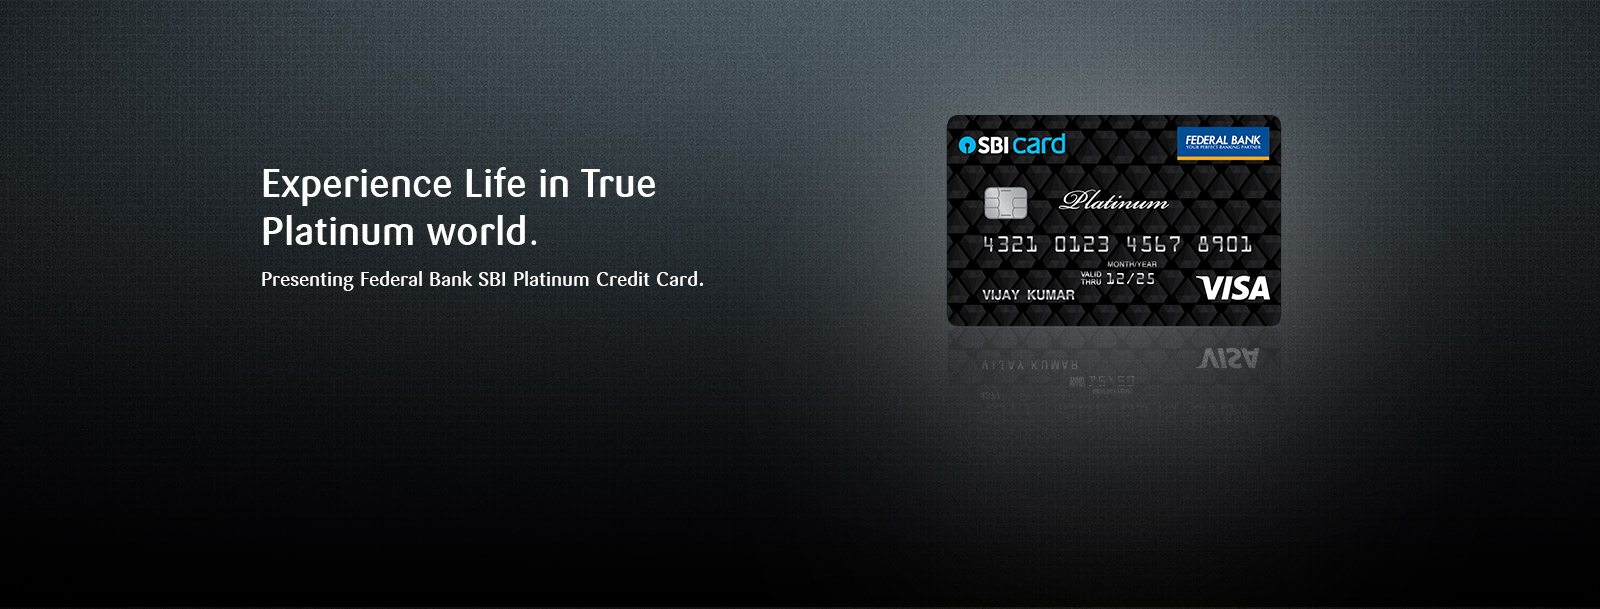 Experience Life in True
Platinum world.
Presenting Federal Bank SBI Platinum Credit Card.
SBI card
FEDERAL BANK
YOUR PERFECT BANKING PARTNER
Platinum
4321 0123 4567 8901
MONTH/YEAR
VALID THRU 12/25
VIJAY KUMAR
VISA